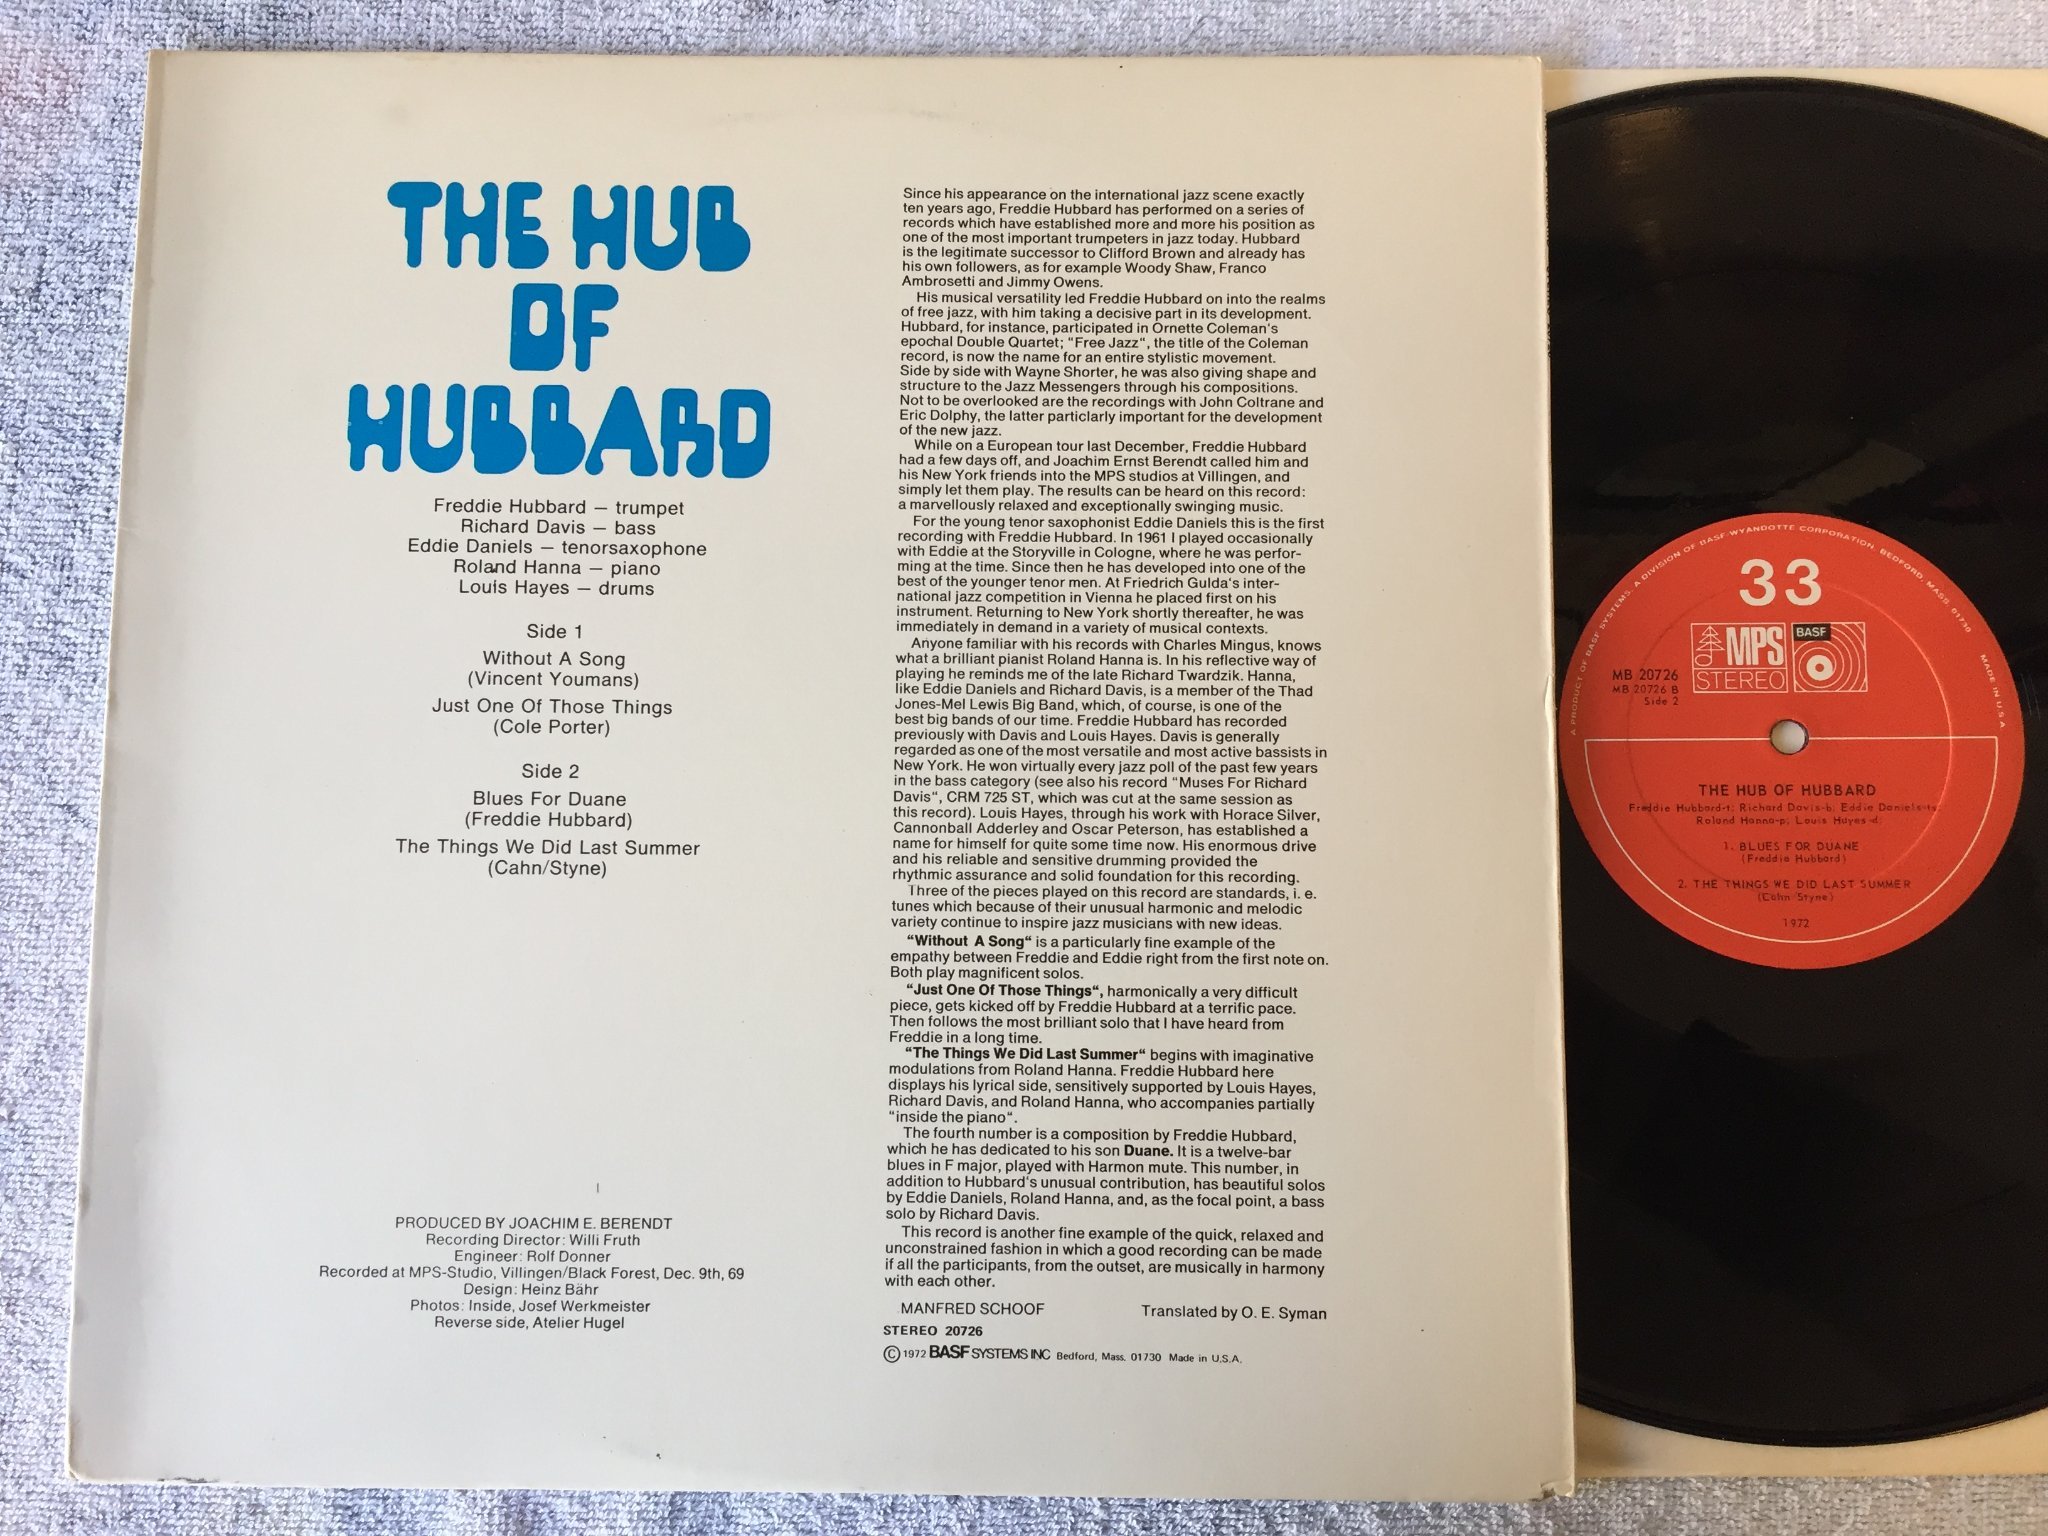 THE HUB
OF
HUBBARD
Freddie Hubbard — trumpet
Richard Davis — bass
Eddie Daniels — tenorsaxophone
Roland Hanna — piano
Louis Hayes — drums
Side 1
Without A Song
(Vincent Youmans)
Just One Of Those Things
(Cole Porter)
Side 2
Blues For Duane
(Freddie Hubbard)
The Things We Did Last Summer
(Cahn/Styne)
PRODUCED BY JOACHIM E. BERENDT
Recording Director: Willi Fruth
Engineer: Rolf Donner
Recorded at MPS-Studio, Villingen/Black Forest, Dec. 9th, 69
Design: Heinz Bähr
Photos: Inside, Josef Werkmeister
Reverse side, Atelier Hugel
Since his appearance on the international jazz scene exactly
ten years ago, Freddie Hubbard has performed on a series of
records which have established more and more his position as
one of the most important trumpeters in jazz today. Hubbard
is the legitimate successor to Clifford Brown and already has
his own followers, as for example Woody Shaw, Franco
Ambrosetti and Jimmy Owens.
His musical versatility led Freddie Hubbard on into the realms
of free jazz, with him taking a decisive part in its development.
Hubbard, for instance, participated in Ornette Coleman's
epochal Double Quartet; “Free Jazz“, the title of the Coleman
record, is now the name for an entire stylistic movement.
Side by side with Wayne Shorter, he was also giving shape and
structure to the Jazz Messengers through his compositions.
Not to be overlooked are the recordings with John Coltrane and
Eric Dolphy, the latter particlarly important for the development
of the new jazz.
While on a European tour last December, Freddie Hubbard
had a few days off, and Joachim Ernst Berendt called him and
his New York friends into the MPS studios at Villingen, and
simply let them play. The results can be heard on this record:
a marvellously relaxed and exceptionally swinging music.
For the young tenor saxophonist Eddie Daniels this is the first
recording with Freddie Hubbard. In 1961 I played occasionally
with Eddie at the Storyville in Cologne, where he was perfor-
ming at the time. Since then he has developed into one of the
best of the younger tenor men. At Friedrich Gulda's inter-
national jazz competition in Vienna he placed first on his
instrument. Returning to New York shortly thereafter, he was
immediately in demand in a variety of musical contexts.
Anyone familiar with his records with Charles Mingus, knows
what a brilliant pianist Roland Hanna is. In his reflective way of
playing he reminds me of the late Richard Twardzik. Hanna,
like Eddie Daniels and Richard Davis, is a member of the Thad
Jones-Mel Lewis Big Band, which, of course, is one of the
best big bands of our time. Freddie Hubbard has recorded
previously with Davis and Louis Hayes. Davis is generally
regarded as one of the most versatile and most active bassists in
New York. He won virtually every jazz poll of the past few years
in the bass category (see also his record “Muses For Richard
Davis“, CRM 725 ST, which was cut at the same session as
this record). Louis Hayes, through his work with Horace Silver,
Cannonball Adderley and Oscar Peterson, has established a
name for himself for quite some time now. His enormous drive
and his reliable and sensitive drumming provided the
rhythmic assurance and solid foundation for this recording.
Three of the pieces played on this record are standards, i. e.
tunes which because of their unusual harmonic and melodic
variety continue to inspire jazz musicians with new ideas.
“Without A Song“ is a particularly fine example of the
empathy between Freddie and Eddie right from the first note on.
Both play magnificent solos.
“Just One Of Those Things“, harmonically a very difficult
piece, gets kicked off by Freddie Hubbard at a terrific pace.
Then follows the most brilliant solo that I have heard from
Freddie in a long time.
“The Things We Did Last Summer“ begins with imaginative
modulations from Roland Hanna. Freddie Hubbard here
displays his lyrical side, sensitively supported by Louis Hayes,
Richard Davis, and Roland Hanna, who accompanies partially
“inside the piano“.
The fourth number is a composition by Freddie Hubbard,
which he has dedicated to his son Duane. It is a twelve-bar
blues in F major, played with Harmon mute. This number, in
addition to Hubbard's unusual contribution, has beautiful solos
by Eddie Daniels, Roland Hanna, and, as the focal point, a bass
solo by Richard Davis.
This record is another fine example of the quick, relaxed and
unconstrained fashion in which a good recording can be made
if all the participants, from the outset, are musically in harmony
with each other.
MANFRED SCHOOF Translated by O. E. Syman
STEREO 20726
© 1972 BASF SYSTEMS INC Bedford, Mass. 01730 Made in U.S.A.
A PRODUCT OF BASF SYSTEMS. A DIVISION OF BASF WYANDOTTE CORPORATION, BEDFORD, MASS. 01730 MADE IN U.S.A.
33
MPS
STEREO
BASF
MB 20726
MB 20726 B
Side 2
THE HUB OF HUBBARD
Freddie Hubbard-t; Richard Davis-b; Eddie Daniels-ts;
Roland Hanna-p; Louis Hayes-d;
1. BLUES FOR DUANE
(Freddie Hubbard)
2. THE THINGS WE DID LAST SUMMER
(Cahn/Styne)
1972